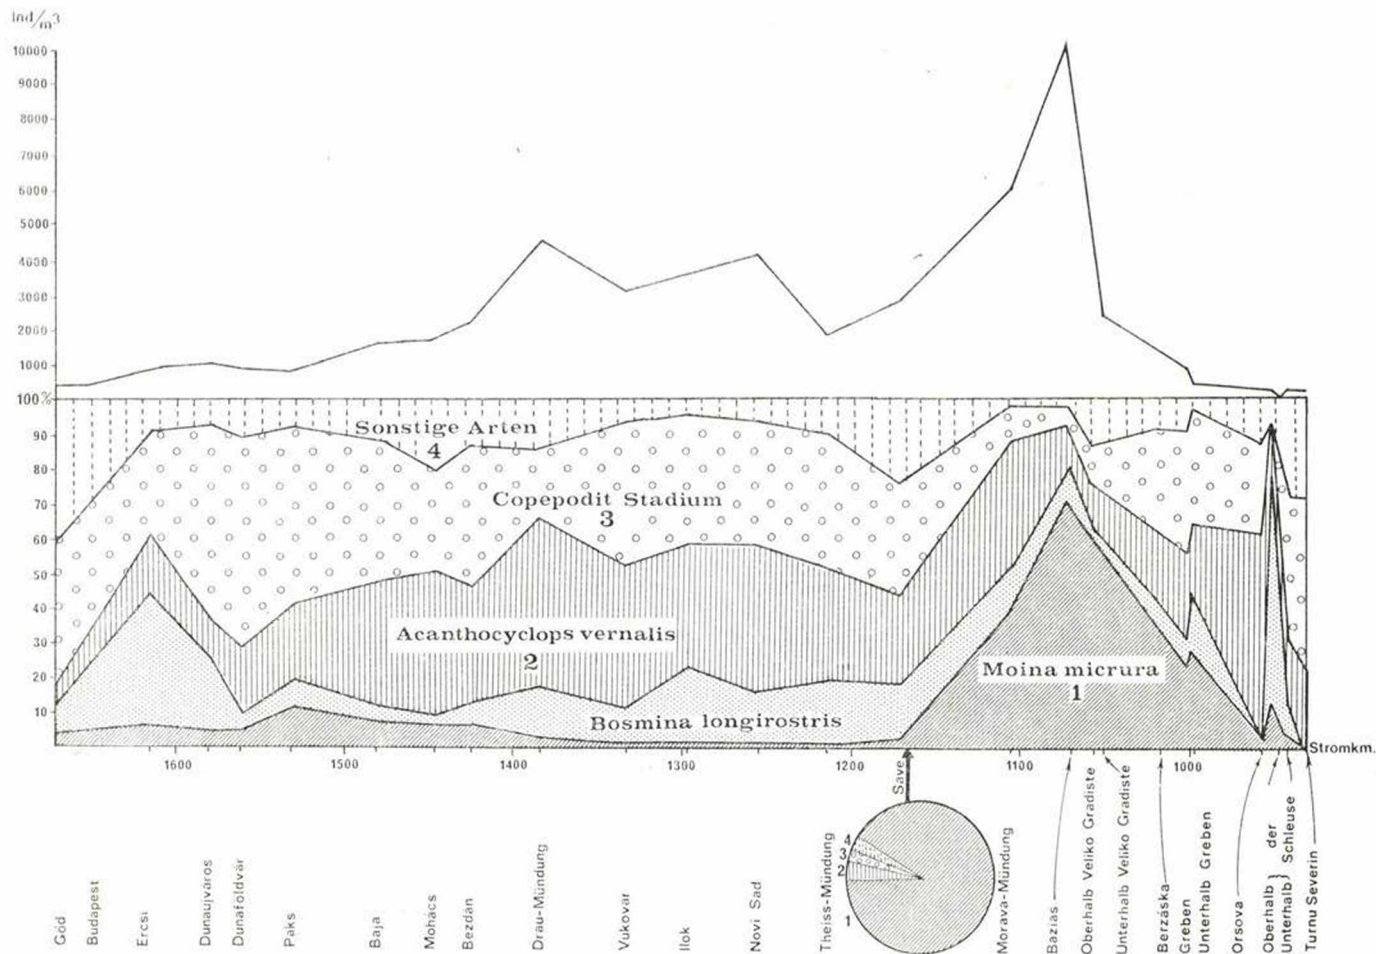 Ind/m³
10000
9000
8000
7000
6000
5000
4000
3000
2000
1000
100%
90
80
70
60
50
40
30
20
10
Sonstige Arten
4
Copepodit Stadium
3
Acanthocyclops vernalis
2
Bosmina longirostris
Moina micrura
1
1600
1500
1400
1300
1200
1100
1000
Stromkm.
Save
4
3
2
1
Göd
Budapest
Ercsi
Dunaujvaros
Dunaföldvár
Paks
Baja
Mohács
Bezdán
Drau-Mündung
Vukovar
Ilok
Novi Sad
Theiss-Mündung
Morava-Mündung
Bazias
Oberhalb Veliko Gradiste
Unterhalb Veliko Gradiste
Berzáska
Greben
Unterhalb Greben
Orsova
Oberhalb } der
Unterhalb } Schleuse
Turnu Severin